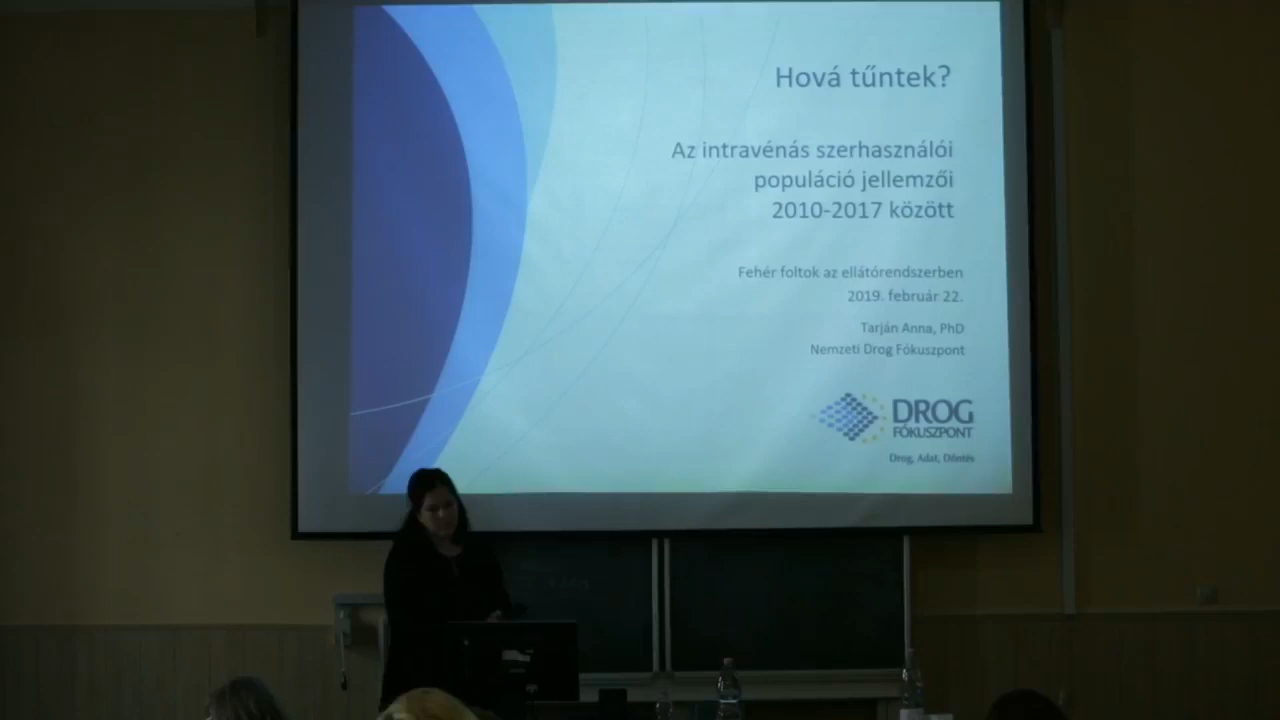 Hová tűntek?
Az intravénás szerhasználói
populáció jellemzői
2010-2017 között
Fehér foltok az ellátórendszerben
2019. február 22.
Tarján Anna, PhD
Nemzeti Drog Fókuszpont
DROG
FÓKUSZPONT
Drog, Adat, Döntés